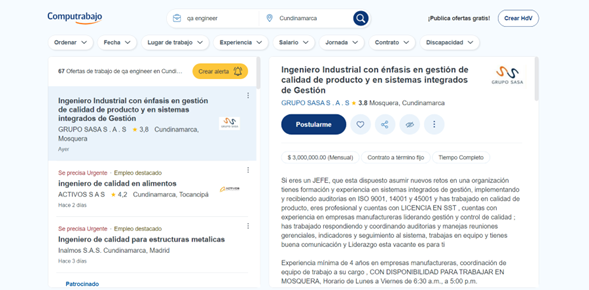 Computrabajo
qa engineer
Cundinamarca
¡Publica ofertas gratis!
Crear HdV
Ordenar
Fecha
Lugar de trabajo
Experiencia
Salario
Jornada
Contrato
Discapacidad
67 Ofertas de trabajo de qa engineer en Cundi...
Crear alerta
Ingeniero Industrial con énfasis en gestión
de calidad de producto y en sistemas
integrados de Gestión
GRUPO SASA S . A . S ★ 3,8 Cundinamarca,
Mosquera
Ayer
GRUPO SASA
Se precisa Urgente · Empleo destacado
ingeniero de calidad en alimentos
ACTIVOS S A S ★ 4,2 Cundinamarca, Tocancipá
Hace 2 días
Se precisa Urgente · Empleo destacado
Ingeniero de calidad para estructuras metalicas
Inalmos S.A.S. Cundinamarca, Madrid
Hace 3 días
Patrocinado
Ingeniero Industrial con énfasis en gestión de
calidad de producto y en sistemas integrados
de Gestión
GRUPO SASA
GRUPO SASA S . A . S ★ 3.8 Mosquera, Cundinamarca
Postularme
$ 3,000,000.00 (Mensual)
Contrato a término fijo
Tiempo Completo
Si eres un JEFE, que esta dispuesto asumir nuevos retos en una organización
tienes formación y experiencia en sistemas integrados de gestión, implementando
y recibiendo auditorias en ISO 9001, 14001 y 45001 y has trabajado en calidad de
producto, eres profesional y cuentas con LICENCIA EN SST , cuentas con
experiencia en empresas manufactureras liderando gestión y control de calidad ;
has trabajado respondiendo y coordinando auditorías y manejas reuniones
gerenciales, indicadores y seguimiento al sistema, trabajas en equipo y tienes
buena comunicación y Liderazgo esta vacante es para ti
Experiencia mínima de 4 años en empresas manufactureras, coordinación de
equipo de trabajo a su cargo , CON DISPONIBILIDAD PARA TRABAJAR EN
MOSQUERA, Horario de Lunes a Viernes de 6:30 a.m., a 5:00 p.m.